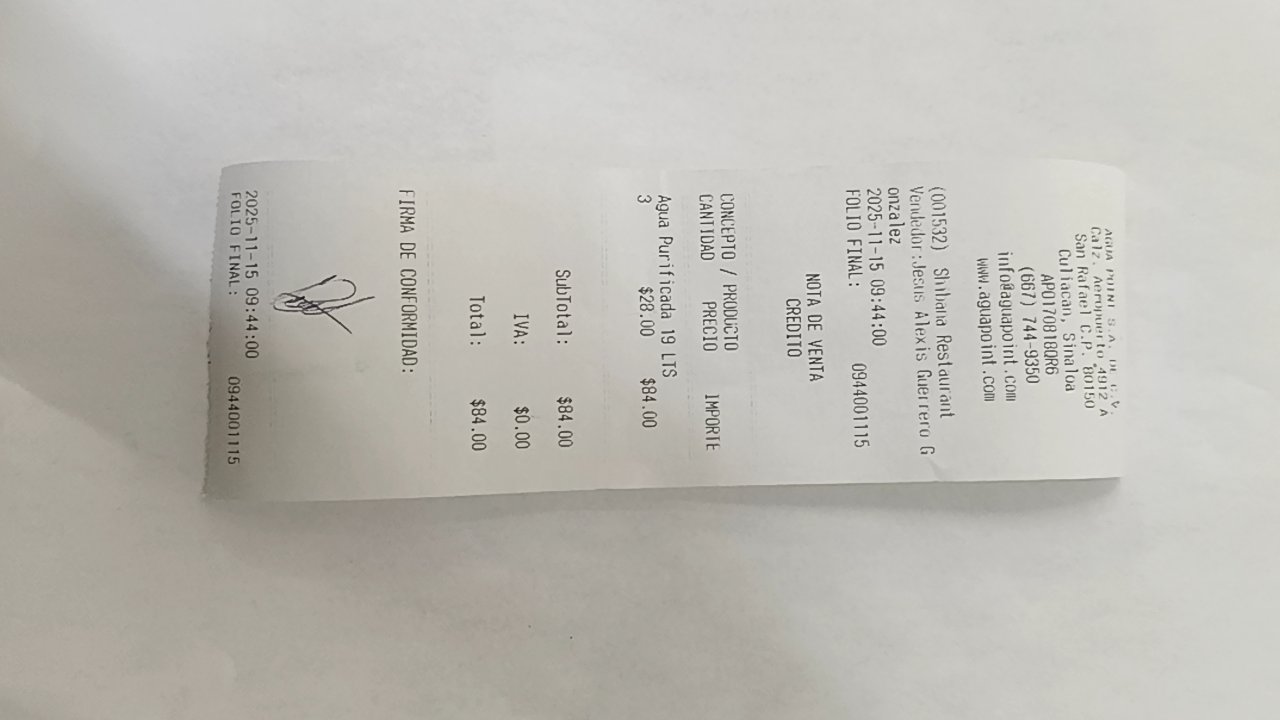 AGUA POINT S.A. DE C.V.
Calz. Aeropuerto 4912 A
San Rafael C.P. 80150
Culiacan, Sinaloa
APO170818QR6
(667) 744-9350
info@aguapoint.com
www.aguapoint.com
(001532) Shibana Restaurant
Vendedor:Jesus Alexis Guerrero G
onzalez
2025-11-15 09:44:00
FOLIO FINAL: 0944001115
NOTA DE VENTA
CREDITO
CONCEPTO / PRODUCTO
CANTIDAD PRECIO IMPORTE
Agua Purificada 19 LTS
3 $28.00 $84.00
SubTotal: $84.00
IVA: $0.00
Total: $84.00
FIRMA DE CONFORMIDAD:
2025-11-15 09:44:00
FOLIO FINAL: 0944001115